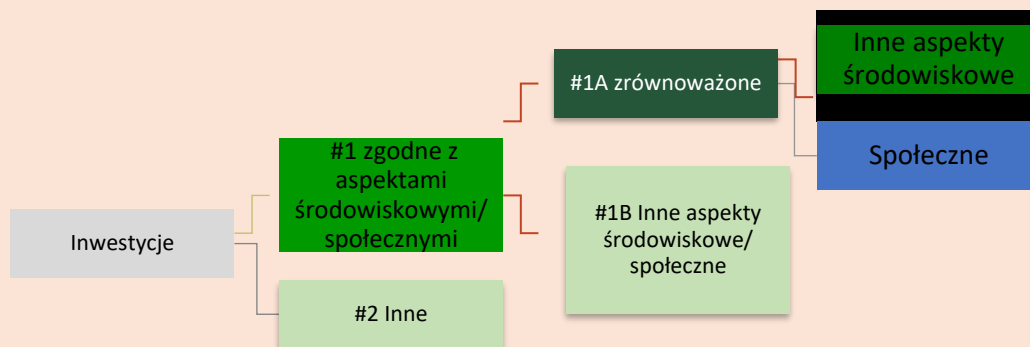 Inwestycje
#1 zgodne z
aspektami
środowiskowymi/
społecznymi
#2 Inne
#1A zrównoważone
#1B Inne aspekty
środowiskowe/
społeczne
Inne aspekty
środowiskowe
Społeczne